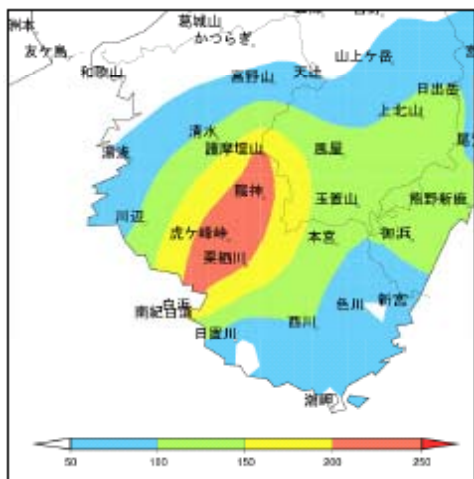 葛城山
洲本
かつらぎ
友ケ島
山上ケ岳
和歌山
天辻
高野山
日出岳
上北山
清水
湯浅
護摩壇山
風屋
龍神
玉置山
熊野新鹿
川辺
虎ケ峰峠
本宮
御浜
栗栖川
白浜
色川
新宮
南紀白浜
西川
日置川
潮岬
50 100 150 200 250